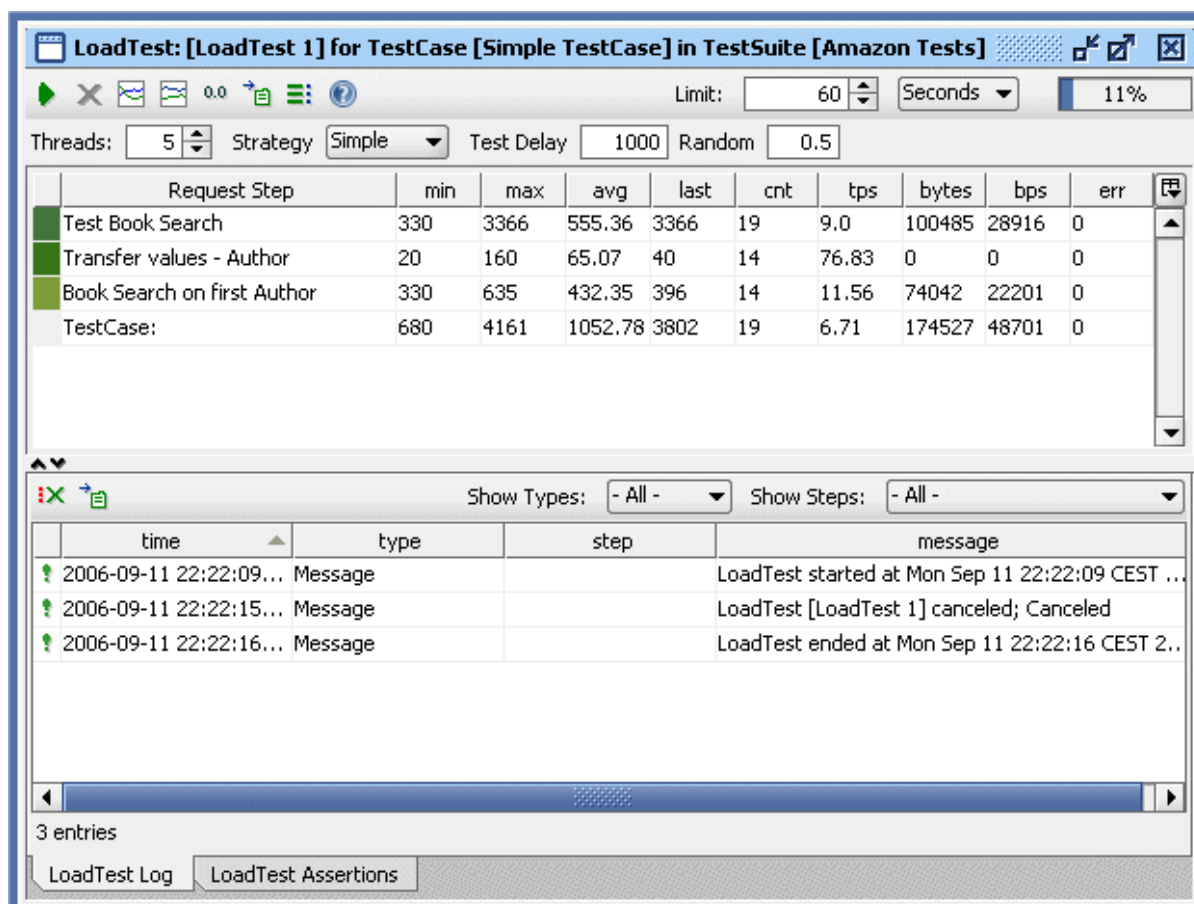 LoadTest: [LoadTest 1] for TestCase [Simple TestCase] in TestSuite [Amazon Tests]
0.0 Limit: 60 Seconds 11%
Threads: 5 Strategy Simple Test Delay 1000 Random 0.5
Request Step min max avg last cnt tps bytes bps err
Test Book Search 330 3366 555.36 3366 19 9.0 100485 28916 0
Transfer values - Author 20 160 65.07 40 14 76.83 0 0 0
Book Search on first Author 330 635 432.35 396 14 11.56 74042 22201 0
TestCase: 680 4161 1052.78 3802 19 6.71 174527 48701 0
Show Types: - All - Show Steps: - All -
time type step message
2006-09-11 22:22:09... Message LoadTest started at Mon Sep 11 22:22:09 CEST ...
2006-09-11 22:22:15... Message LoadTest [LoadTest 1] canceled; Canceled
2006-09-11 22:22:16... Message LoadTest ended at Mon Sep 11 22:22:16 CEST 2..
3 entries
LoadTest Log LoadTest Assertions